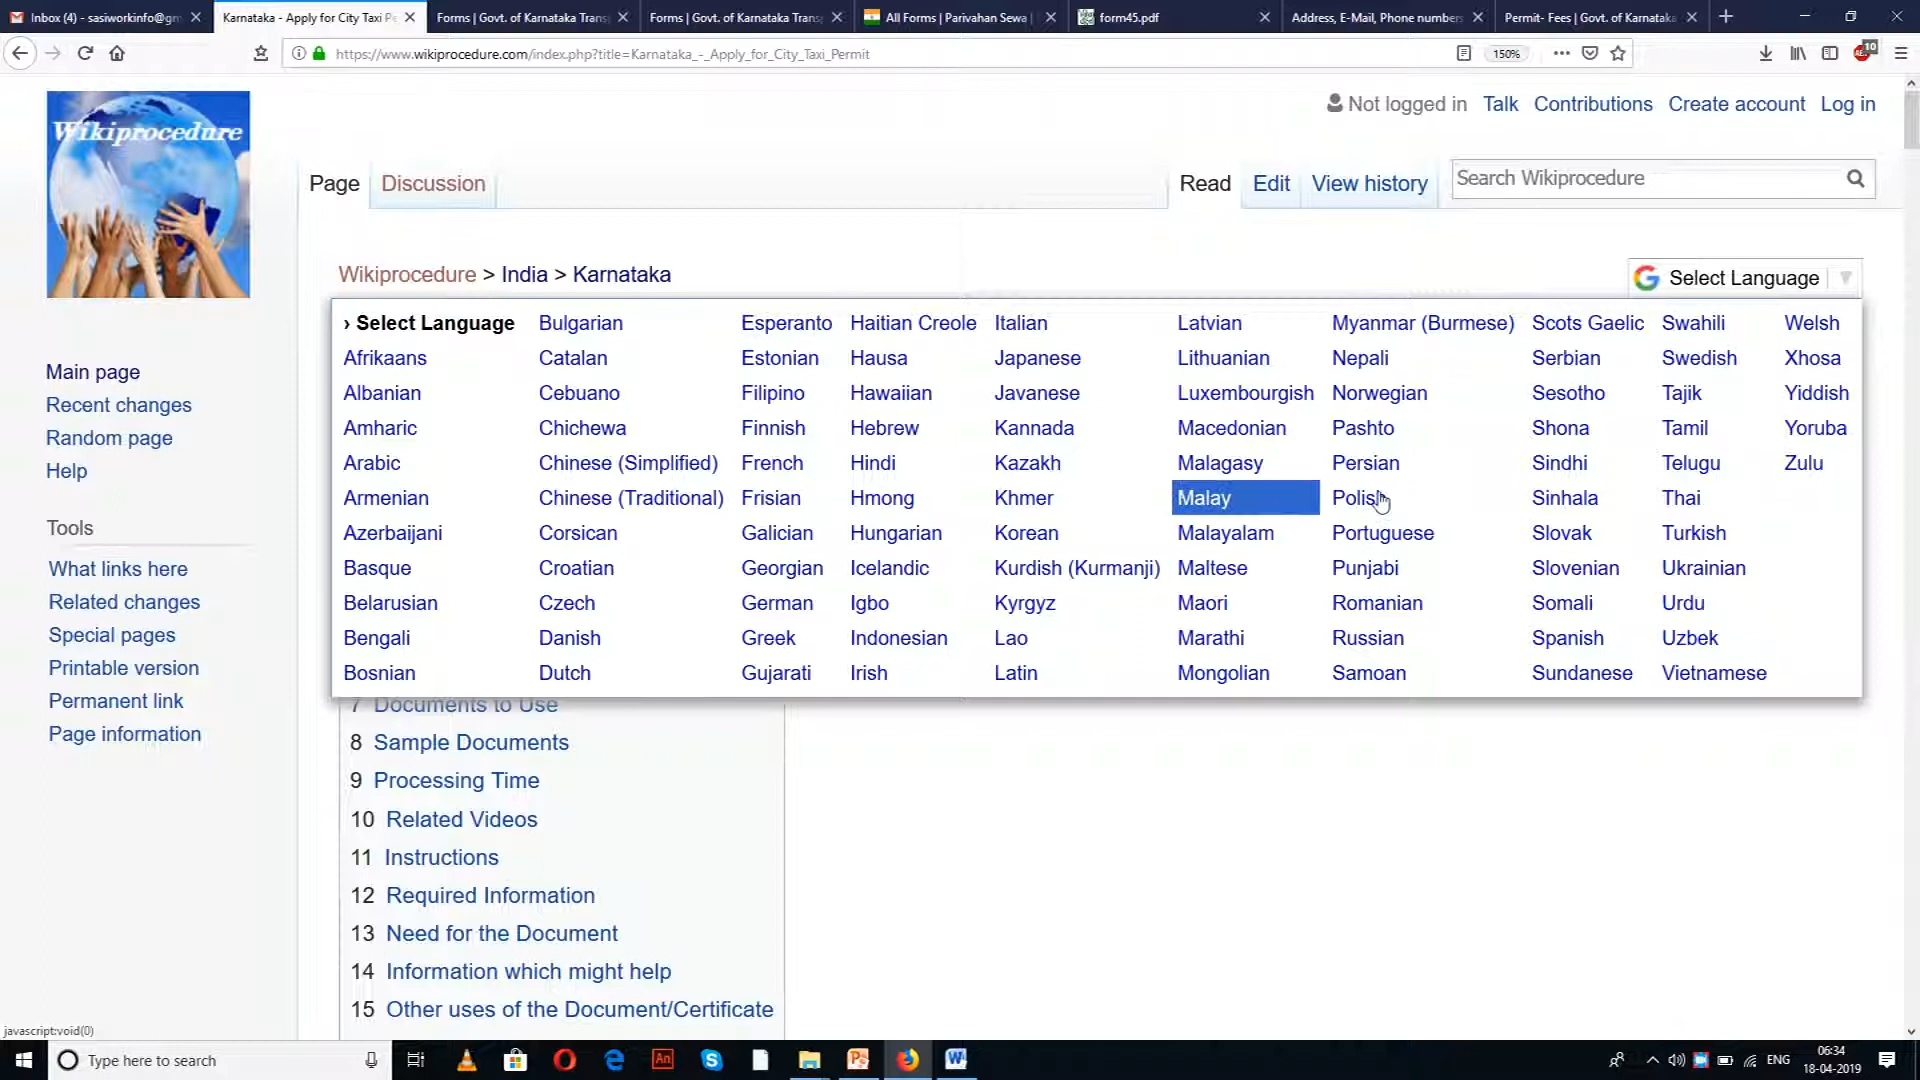 Inbox (4) - sasiworkinfo@gm
Karnataka - Apply for City Taxi Pe
Forms | Govt. of Karnataka Trans
Forms | Govt. of Karnataka Trans
All Forms | Parivahan Sewa |
form45.pdf
Address, E-Mail, Phone numbers
Permit- Fees | Govt. of Karnataka
https://www.wikiprocedure.com/index.php?title=Karnataka_-_Apply_for_City_Taxi_Permit
150%
10
Wikiprocedure
Not logged in Talk Contributions Create account Log in
Page Discussion
Read Edit View history
Search Wikiprocedure
Wikiprocedure > India > Karnataka
Select Language
› Select Language Bulgarian Esperanto Haitian Creole Italian Latvian Myanmar (Burmese) Scots Gaelic Swahili Welsh
Afrikaans Catalan Estonian Hausa Japanese Lithuanian Nepali Serbian Swedish Xhosa
Albanian Cebuano Filipino Hawaiian Javanese Luxembourgish Norwegian Sesotho Tajik Yiddish
Amharic Chichewa Finnish Hebrew Kannada Macedonian Pashto Shona Tamil Yoruba
Arabic Chinese (Simplified) French Hindi Kazakh Malagasy Persian Sindhi Telugu Zulu
Armenian Chinese (Traditional) Frisian Hmong Khmer Malay Polish Sinhala Thai
Azerbaijani Corsican Galician Hungarian Korean Malayalam Portuguese Slovak Turkish
Basque Croatian Georgian Icelandic Kurdish (Kurmanji) Maltese Punjabi Slovenian Ukrainian
Belarusian Czech German Igbo Kyrgyz Maori Romanian Somali Urdu
Bengali Danish Greek Indonesian Lao Marathi Russian Spanish Uzbek
Bosnian Dutch Gujarati Irish Latin Mongolian Samoan Sundanese Vietnamese
Main page
Recent changes
Random page
Help
Tools
What links here
Related changes
Special pages
Printable version
Permanent link
Page information
7 Documents to Use
8 Sample Documents
9 Processing Time
10 Related Videos
11 Instructions
12 Required Information
13 Need for the Document
14 Information which might help
15 Other uses of the Document/Certificate
javascript:void(0)
Type here to search
An
ENG
06:34
18-04-2019